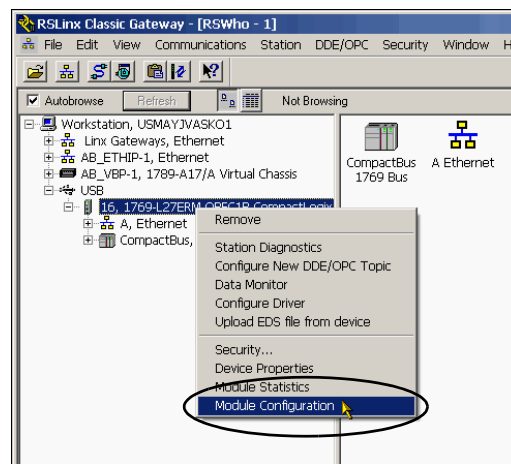 RSLinx Classic Gateway - [RSWho - 1]
File Edit View Communications Station DDE/OPC Security Window H
Autobrowse Refresh Not Browsing
Workstation, USMAYJVASKO1
Linx Gateways, Ethernet
AB_ETHIP-1, Ethernet
AB_VBP-1, 1789-A17/A Virtual Chassis
USB
16, 1769-L27ERM-QBFC1B CompactLogix
A, Ethernet
CompactBus,
CompactBus
1769 Bus
A Ethernet
Remove
Station Diagnostics
Configure New DDE/OPC Topic
Data Monitor
Configure Driver
Upload EDS file from device
Security...
Device Properties
Module Statistics
Module Configuration